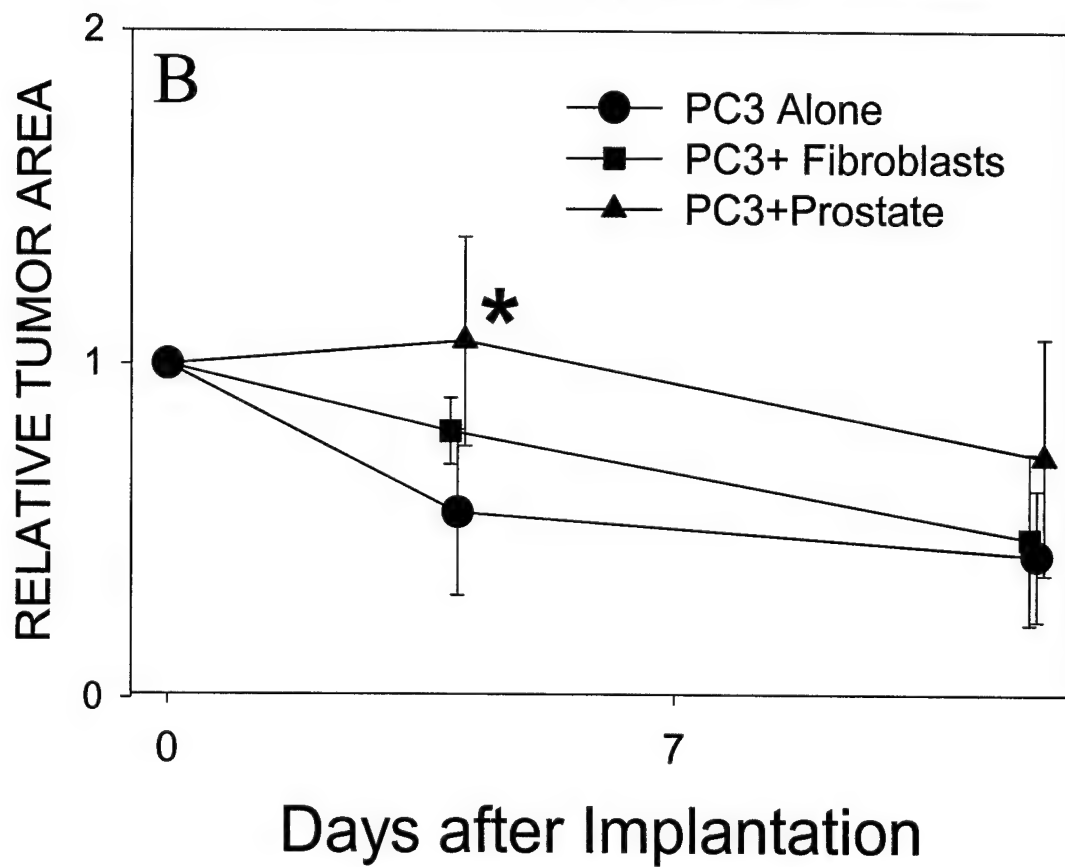 2
B
PC3 Alone
PC3+ Fibroblasts
PC3+Prostate
*
1
0
RELATIVE TUMOR AREA
0
7
Days after Implantation